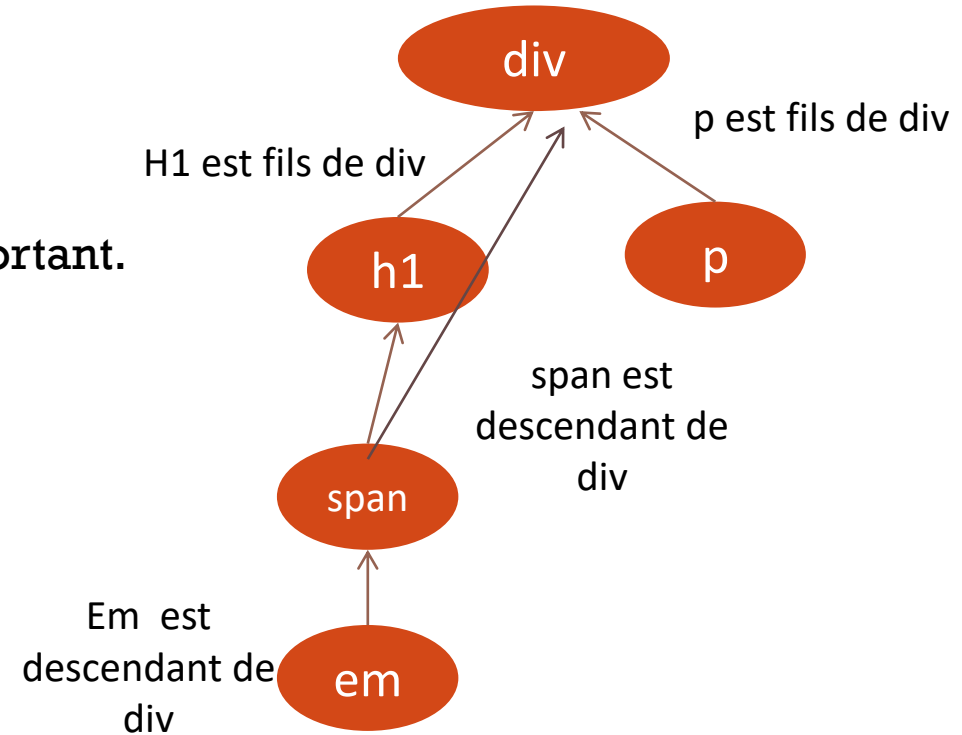 div
p est fils de div
H1 est fils de div
ortant.
h1
p
span est
descendant de
div
span
Em est
descendant de
div
em